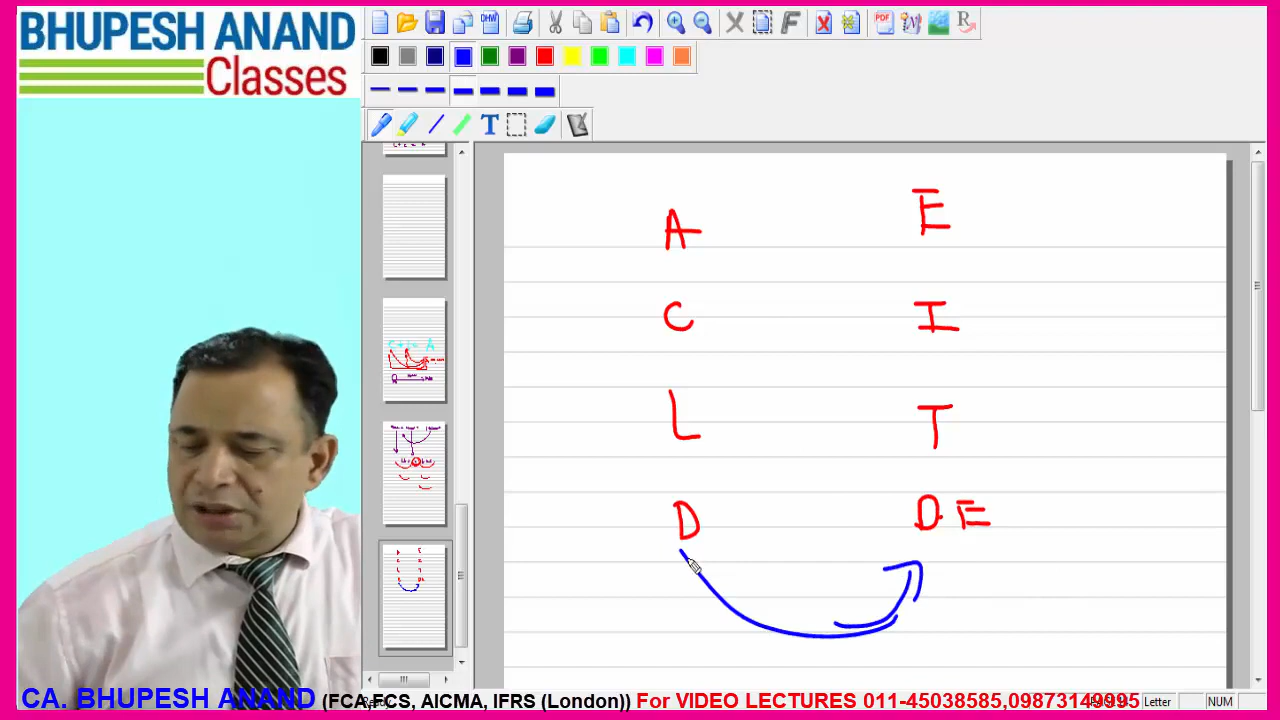 BHUPESH ANAND
Classes
A E
C I
L T
D DE
CA. BHUPESH ANAND (FCA,FCS, AICMA, IFRS (London)) For VIDEO LECTURES 011-45038585,09873149995
Letter NUM